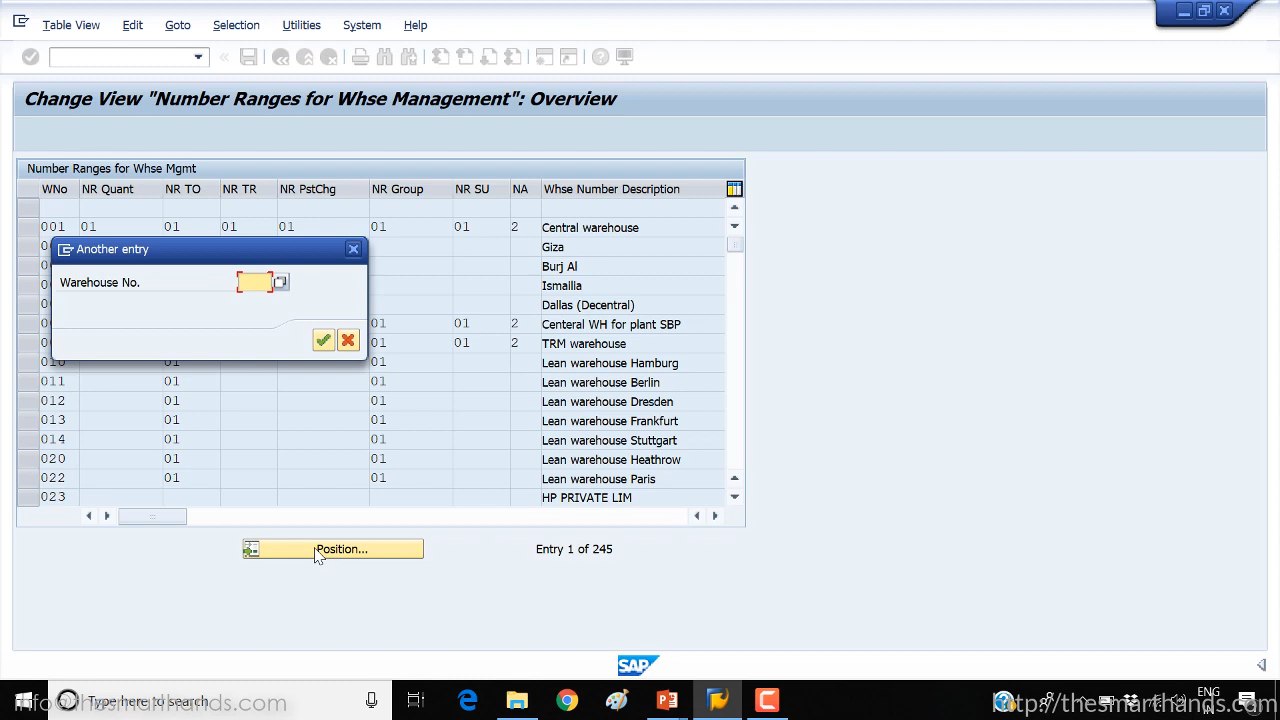 Table View Edit Goto Selection Utilities System Help
Change View "Number Ranges for Whse Management": Overview
Number Ranges for Whse Mgmt
WNo NR Quant NR TO NR TR NR PstChg NR Group NR SU NA Whse Number Description
001 01 01 01 01 01 01 2 Central warehouse
Another entry
Giza
Burj Al
Warehouse No.
Ismailla
Dallas (Decentral)
01 01 2 Centeral WH for plant SBP
01 01 2 TRM warehouse
010 01 01 Lean warehouse Hamburg
011 01 01 Lean warehouse Berlin
012 01 01 Lean warehouse Dresden
013 01 01 Lean warehouse Frankfurt
014 01 01 Lean warehouse Stuttgart
020 01 01 Lean warehouse Heathrow
022 01 01 Lean warehouse Paris
023 HP PRIVATE LIM
Position...
Entry 1 of 245
SAP
Type here to search
ENG
IN
info@thesmarthands.com
http://thesmarthands.com